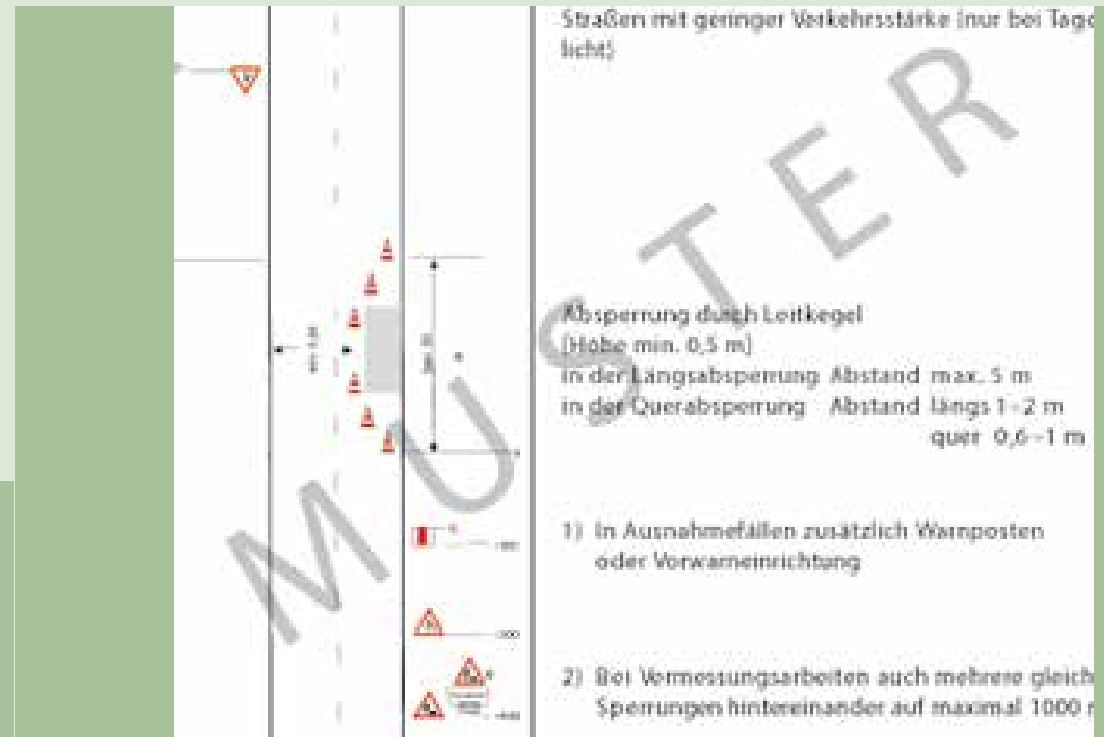 Straßen mit geringer Verkehrsstärke (nur bei Tage
licht)
Absperrung durch Leitkegel
(Höhe min. 0,5 m)
in der Längsabsperrung Abstand max. 5 m
in der Querabsperrung Abstand längs 1-2 m
quer 0,6-1 m
1) In Ausnahmefällen zusätzlich Warnposten
oder Vorwarneinrichtung
2) Bei Vermessungsarbeiten auch mehrere gleich
Sperrungen hintereinander auf maximal 1000
MUSTER